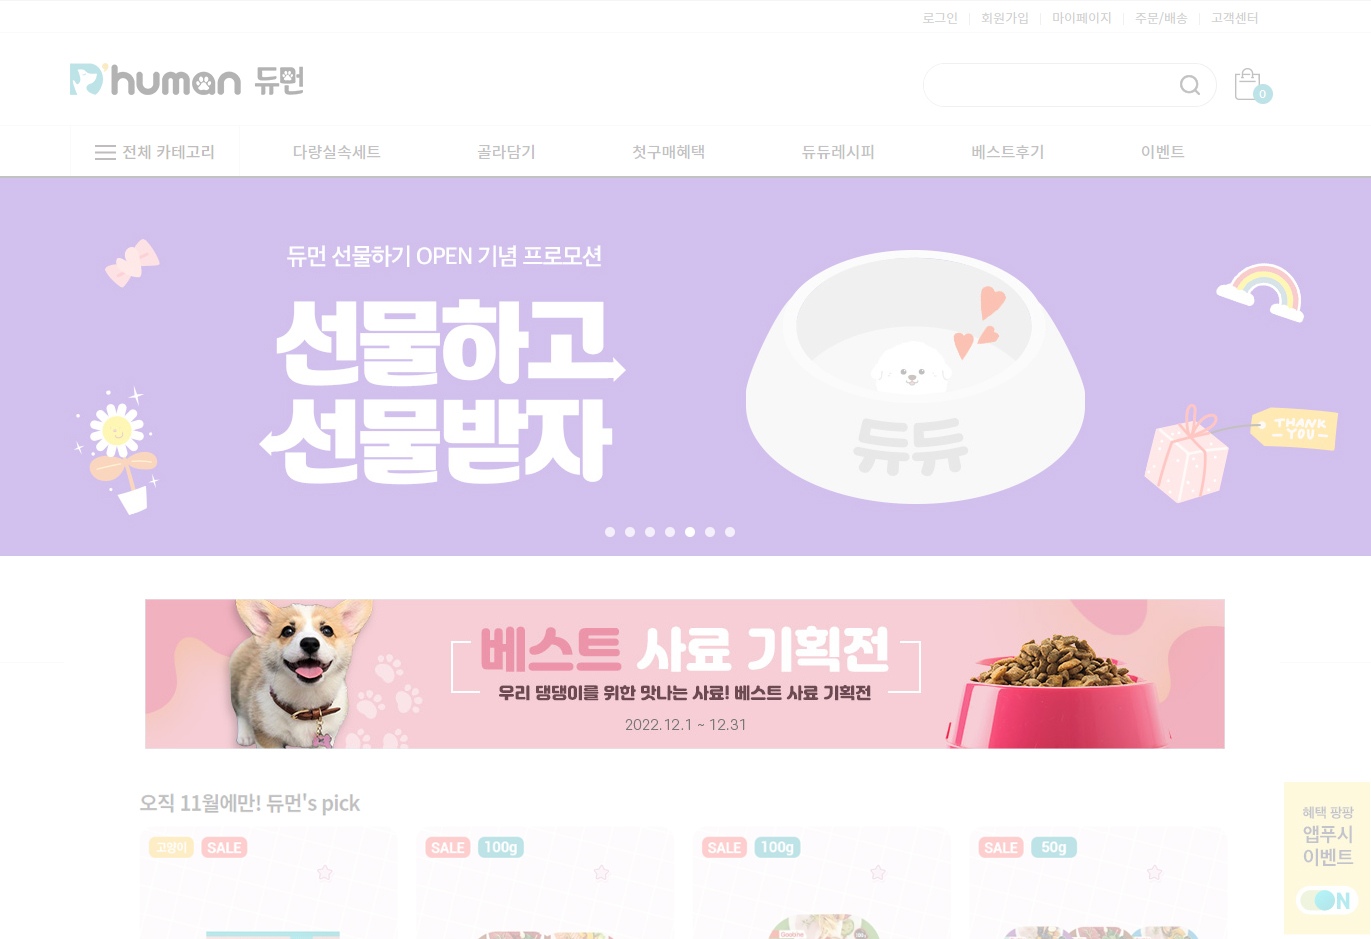 로그인 회원가입 마이페이지 주문/배송 고객센터
D'human 듀먼
0
전체 카테고리 다량실속세트 골라담기 첫구매혜택 듀듀레시피 베스트후기 이벤트
듀먼 선물하기 OPEN 기념 프로모션
선물하고
선물받자
듀듀
THANK
YOU
베스트 사료 기획전
우리 댕댕이를 위한 맛나는 사료! 베스트 사료 기획전
2022.12.1 ~ 12.31
오직 11월에만! 듀먼's pick
고양이 SALE
SALE 100g
SALE 100g
SALE 50g
혜택 팡팡
앱푸시
이벤트
ON